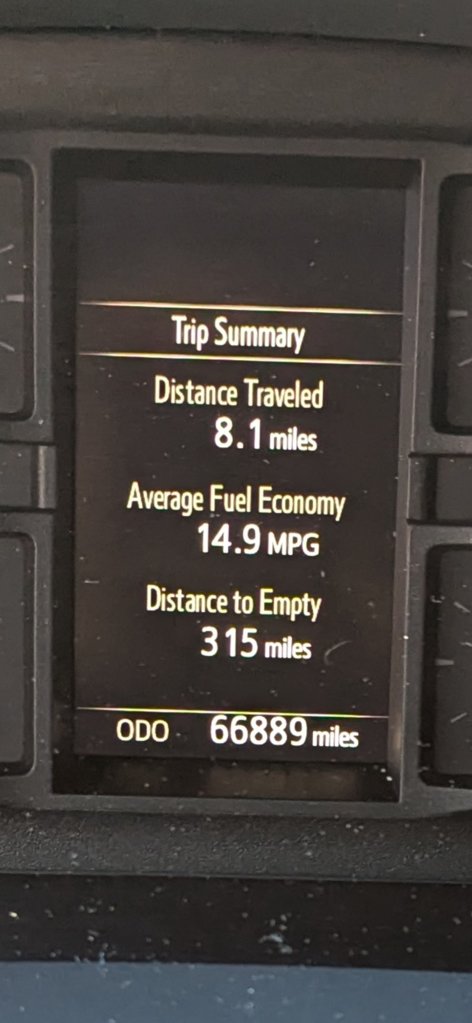 Trip Summary
Distance Traveled
8.1 miles
Average Fuel Economy
14.9 MPG
Distance to Empty
315 miles
ODO 66889 miles